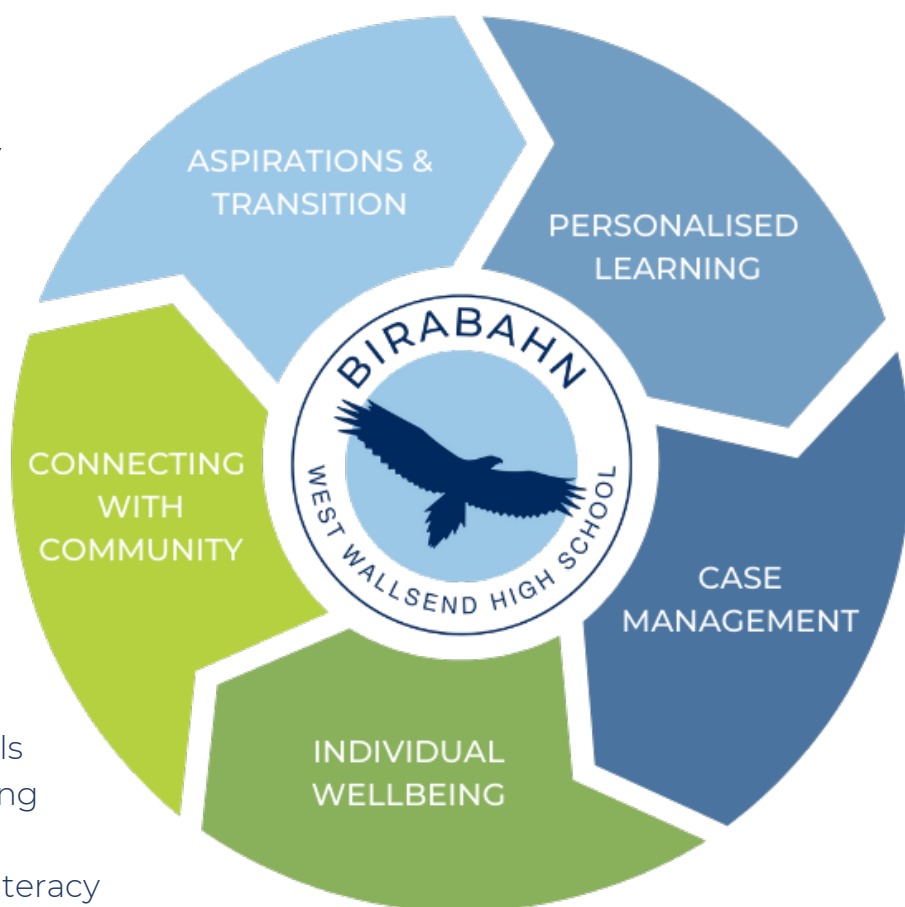 ASPIRATIONS &
TRANSITION
PERSONALISED
LEARNING
BIRABAHN
WEST WALLSEND HIGH SCHOOL
CONNECTING
WITH
COMMUNITY
CASE
MANAGEMENT
INDIVIDUAL
WELLBEING
ls
ng
teracy